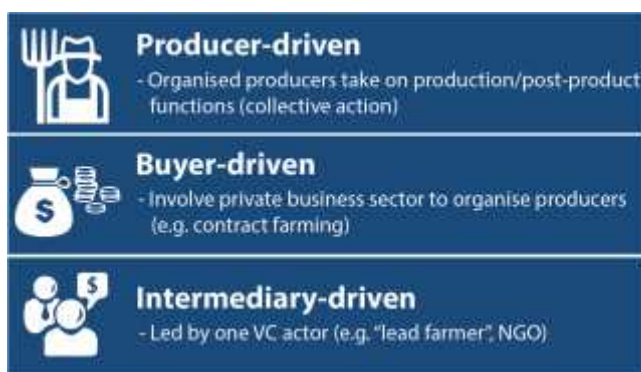 Producer-driven
- Organised producers take on production/post-product
functions (collective action)
Buyer-driven
- Involve private business sector to organise producers
(e.g. contract farming)
$
$
Intermediary-driven
- Led by one VC actor (e.g. "lead farmer", NGO)